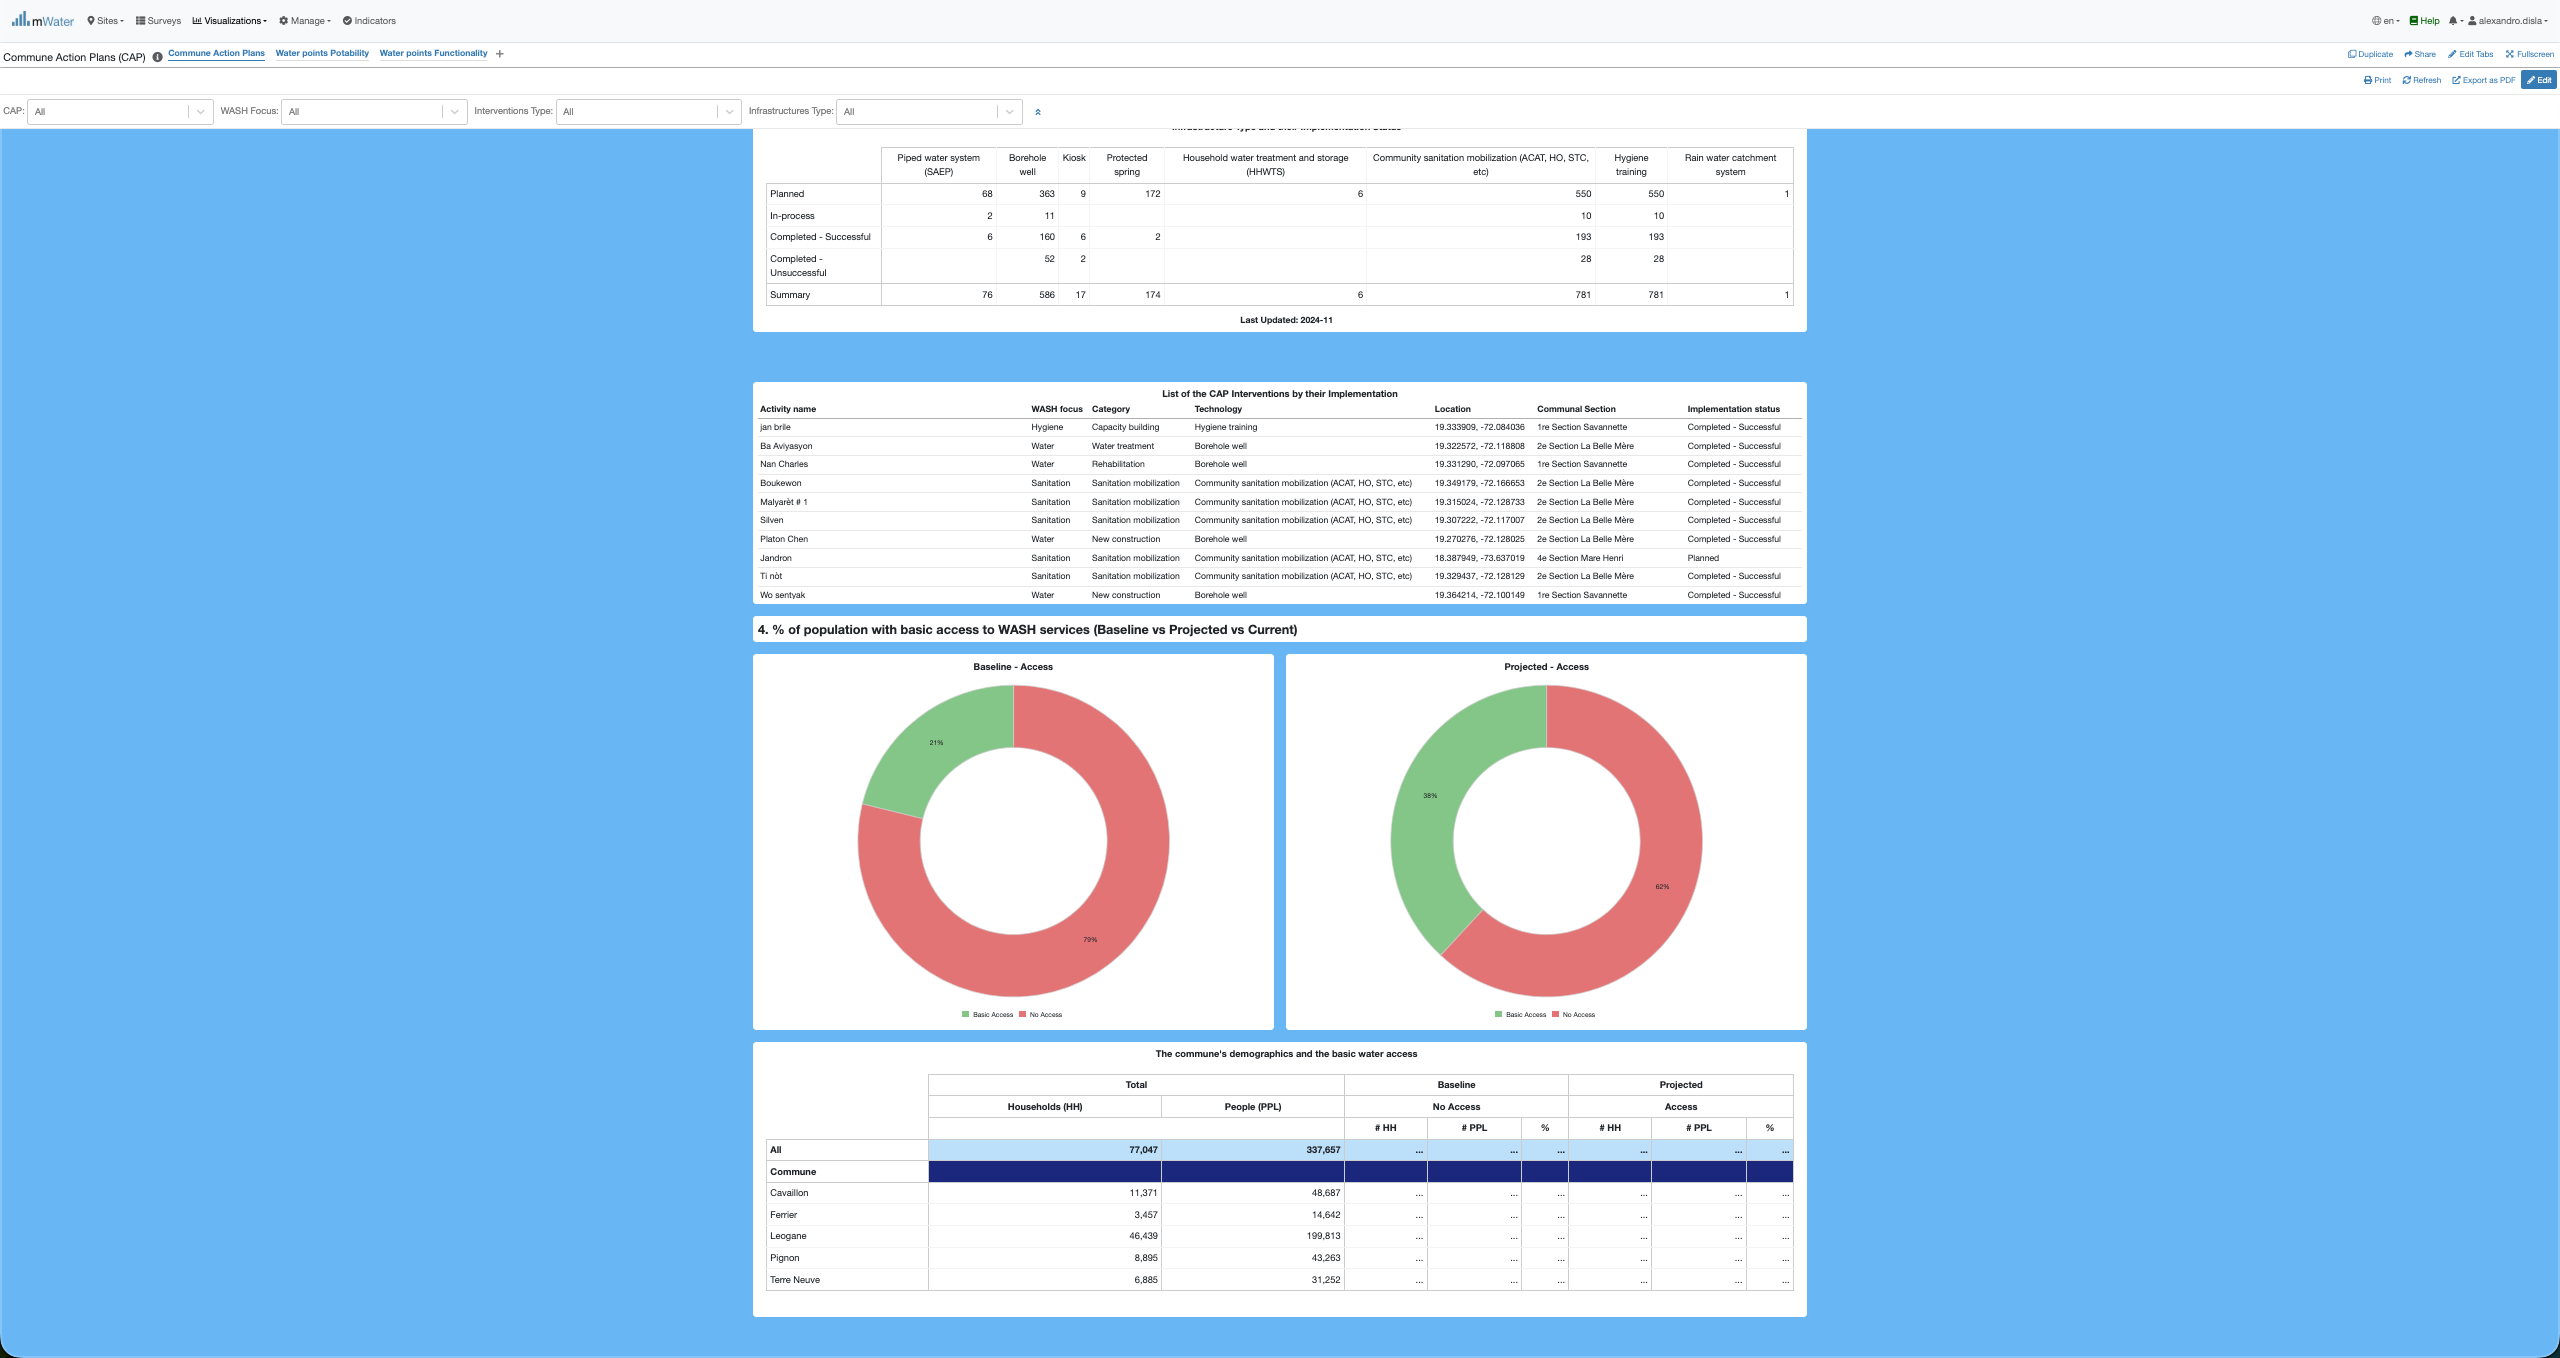 mWater Sites Surveys Visualizations Manage Indicators en Help alexandro.disla
Commune Action Plans (CAP) Commune Action Plans Water points Potability Water points Functionality + Duplicate Share Edit Tabs Fullscreen
Print Refresh Export as PDF Edit
CAP: All WASH Focus: All Interventions Type: All Infrastructures Type: All
Piped water system (SAEP) Borehole well Kiosk Protected spring Household water treatment and storage (HHWTS) Community sanitation mobilization (ACAT, HO, STC, etc) Hygiene training Rain water catchment system
Planned 68 363 9 172 6 550 550 1
In-process 2 11 10 10
Completed - Successful 6 160 6 2 193 193
Completed - Unsuccessful 52 2 28 28
Summary 76 586 17 174 6 781 781 1
Last Updated: 2024-11
List of the CAP Interventions by their Implementation
Activity name WASH focus Category Technology Location Communal Section Implementation status
jan brile Hygiene Capacity building Hygiene training 19.333909, -72.084036 1re Section Savannette Completed - Successful
Ba Aviyasyon Water Water treatment Borehole well 19.322572, -72.118808 2e Section La Belle Mère Completed - Successful
Nan Charles Water Rehabilitation Borehole well 19.331290, -72.097065 1re Section Savannette Completed - Successful
Boukewon Sanitation Sanitation mobilization Community sanitation mobilization (ACAT, HO, STC, etc) 19.349179, -72.166653 2e Section La Belle Mère Completed - Successful
Malyarèt # 1 Sanitation Sanitation mobilization Community sanitation mobilization (ACAT, HO, STC, etc) 19.315024, -72.128733 2e Section La Belle Mère Completed - Successful
Silven Sanitation Sanitation mobilization Community sanitation mobilization (ACAT, HO, STC, etc) 19.307222, -72.117007 2e Section La Belle Mère Completed - Successful
Platon Chen Water New construction Borehole well 19.270276, -72.128025 2e Section La Belle Mère Completed - Successful
Jandron Sanitation Sanitation mobilization Community sanitation mobilization (ACAT, HO, STC, etc) 18.387949, -73.637019 4e Section Mare Henri Planned
Ti nòt Sanitation Sanitation mobilization Community sanitation mobilization (ACAT, HO, STC, etc) 19.329437, -72.128129 2e Section La Belle Mère Completed - Successful
Wo sentyak Water New construction Borehole well 19.364214, -72.100149 1re Section Savannette Completed - Successful
4. % of population with basic access to WASH services (Baseline vs Projected vs Current)
Baseline - Access
21%
79%
Basic Access No Access
Projected - Access
38%
62%
Basic Access No Access
The commune's demographics and the basic water access
Total Baseline Projected
Households (HH) People (PPL) No Access Access
# HH # PPL % # HH # PPL %
All 77,047 337,657 ... ... ... ... ... ...
Commune
Cavaillon 11,371 48,687 ... ... ... ... ... ...
Ferrier 3,457 14,642 ... ... ... ... ... ...
Leogane 46,439 199,813 ... ... ... ... ... ...
Pignon 8,895 43,263 ... ... ... ... ... ...
Terre Neuve 6,885 31,252 ... ... ... ... ... ...